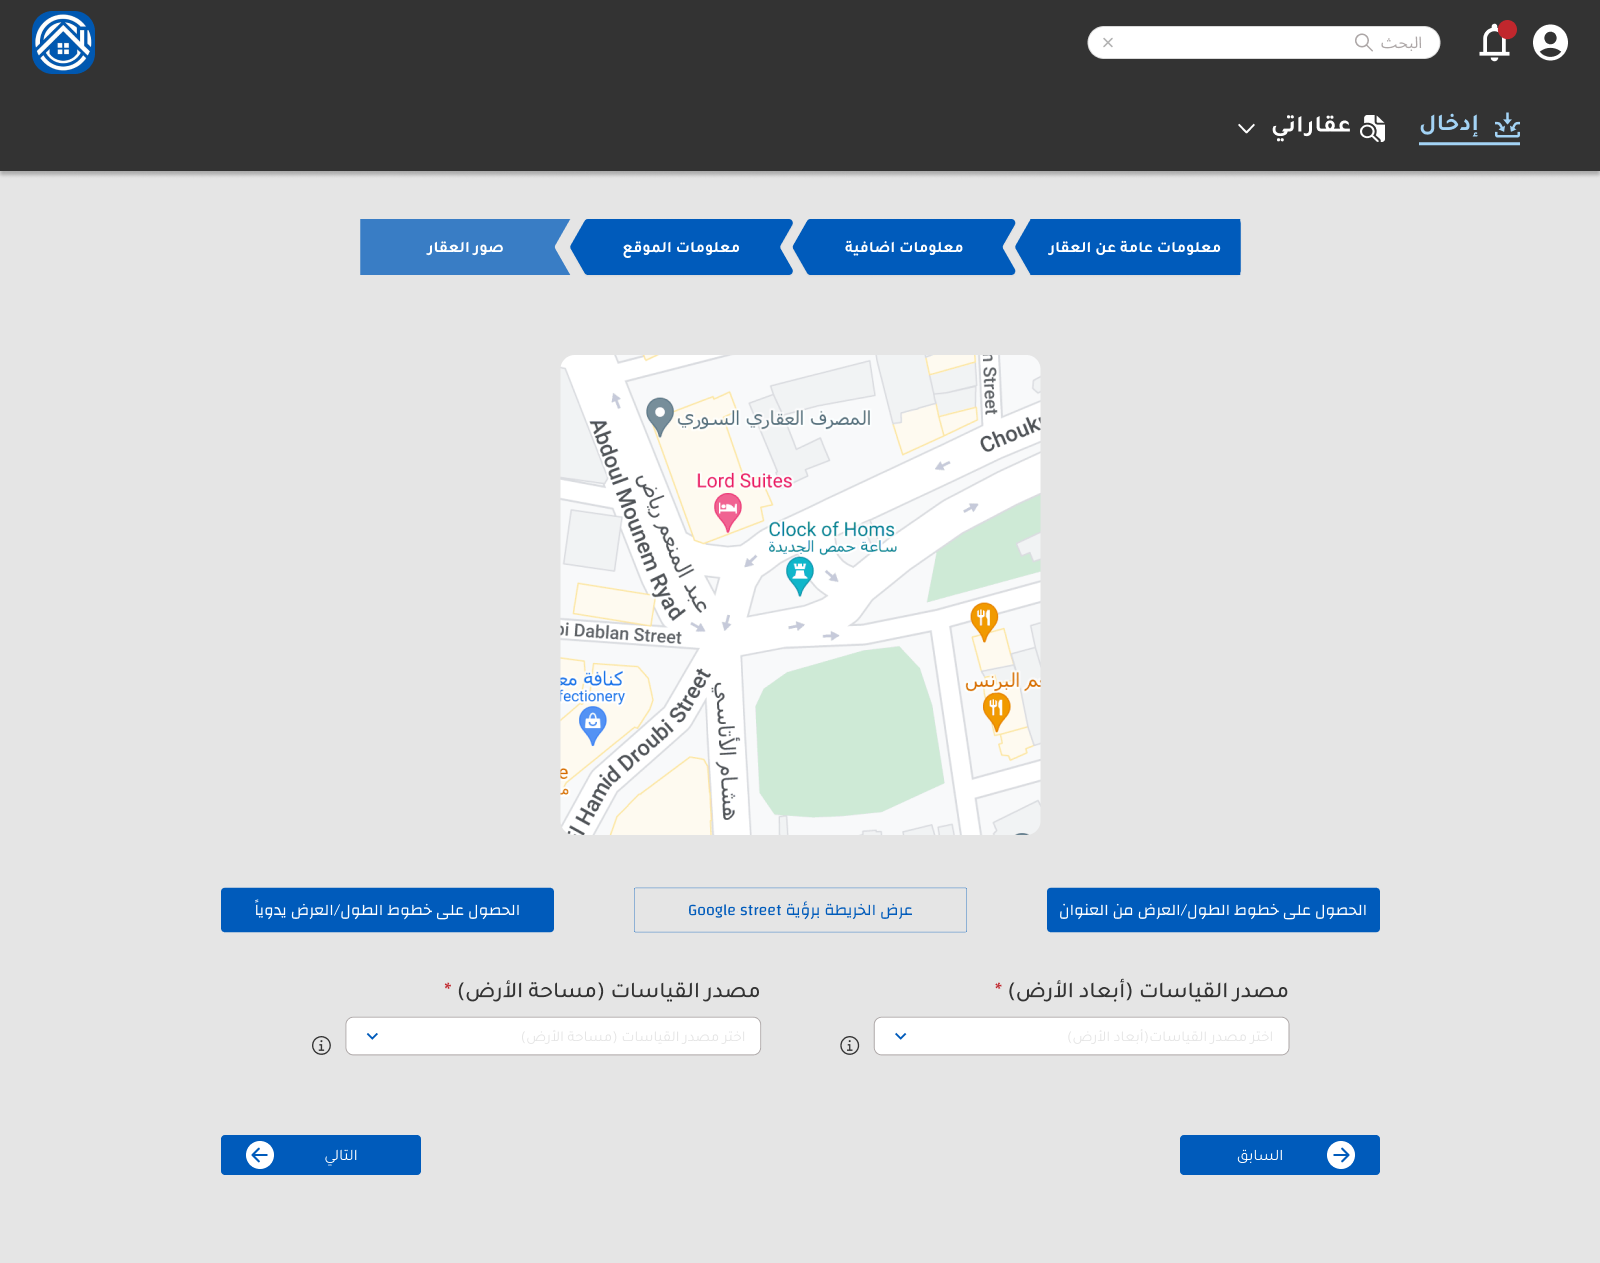 البحث
إدخال
عقاراتي
معلومات عامة عن العقار
معلومات اضافية
معلومات الموقع
صور العقار
n Street
Chouk
المصرف العقاري السوري
Abdoul Mounem Ryad
عبد المنعم رياض
Lord Suites
Clock of Homs
ساعة حمص الجديدة
bi Dablan Street
كنافة مع
fectionery
عم البرنس
il Hamid Droubi Street
هشام الأتاسي
الحصول على خطوط الطول/العرض من العنوان
عرض الخريطة برؤية Google street
الحصول على خطوط الطول/العرض يدوياً
مصدر القياسات (أبعاد الأرض) *
اختر مصدر القياسات(أبعاد الأرض)
مصدر القياسات (مساحة الأرض) *
اختر مصدر القياسات (مساحة الأرض)
السابق
التالي